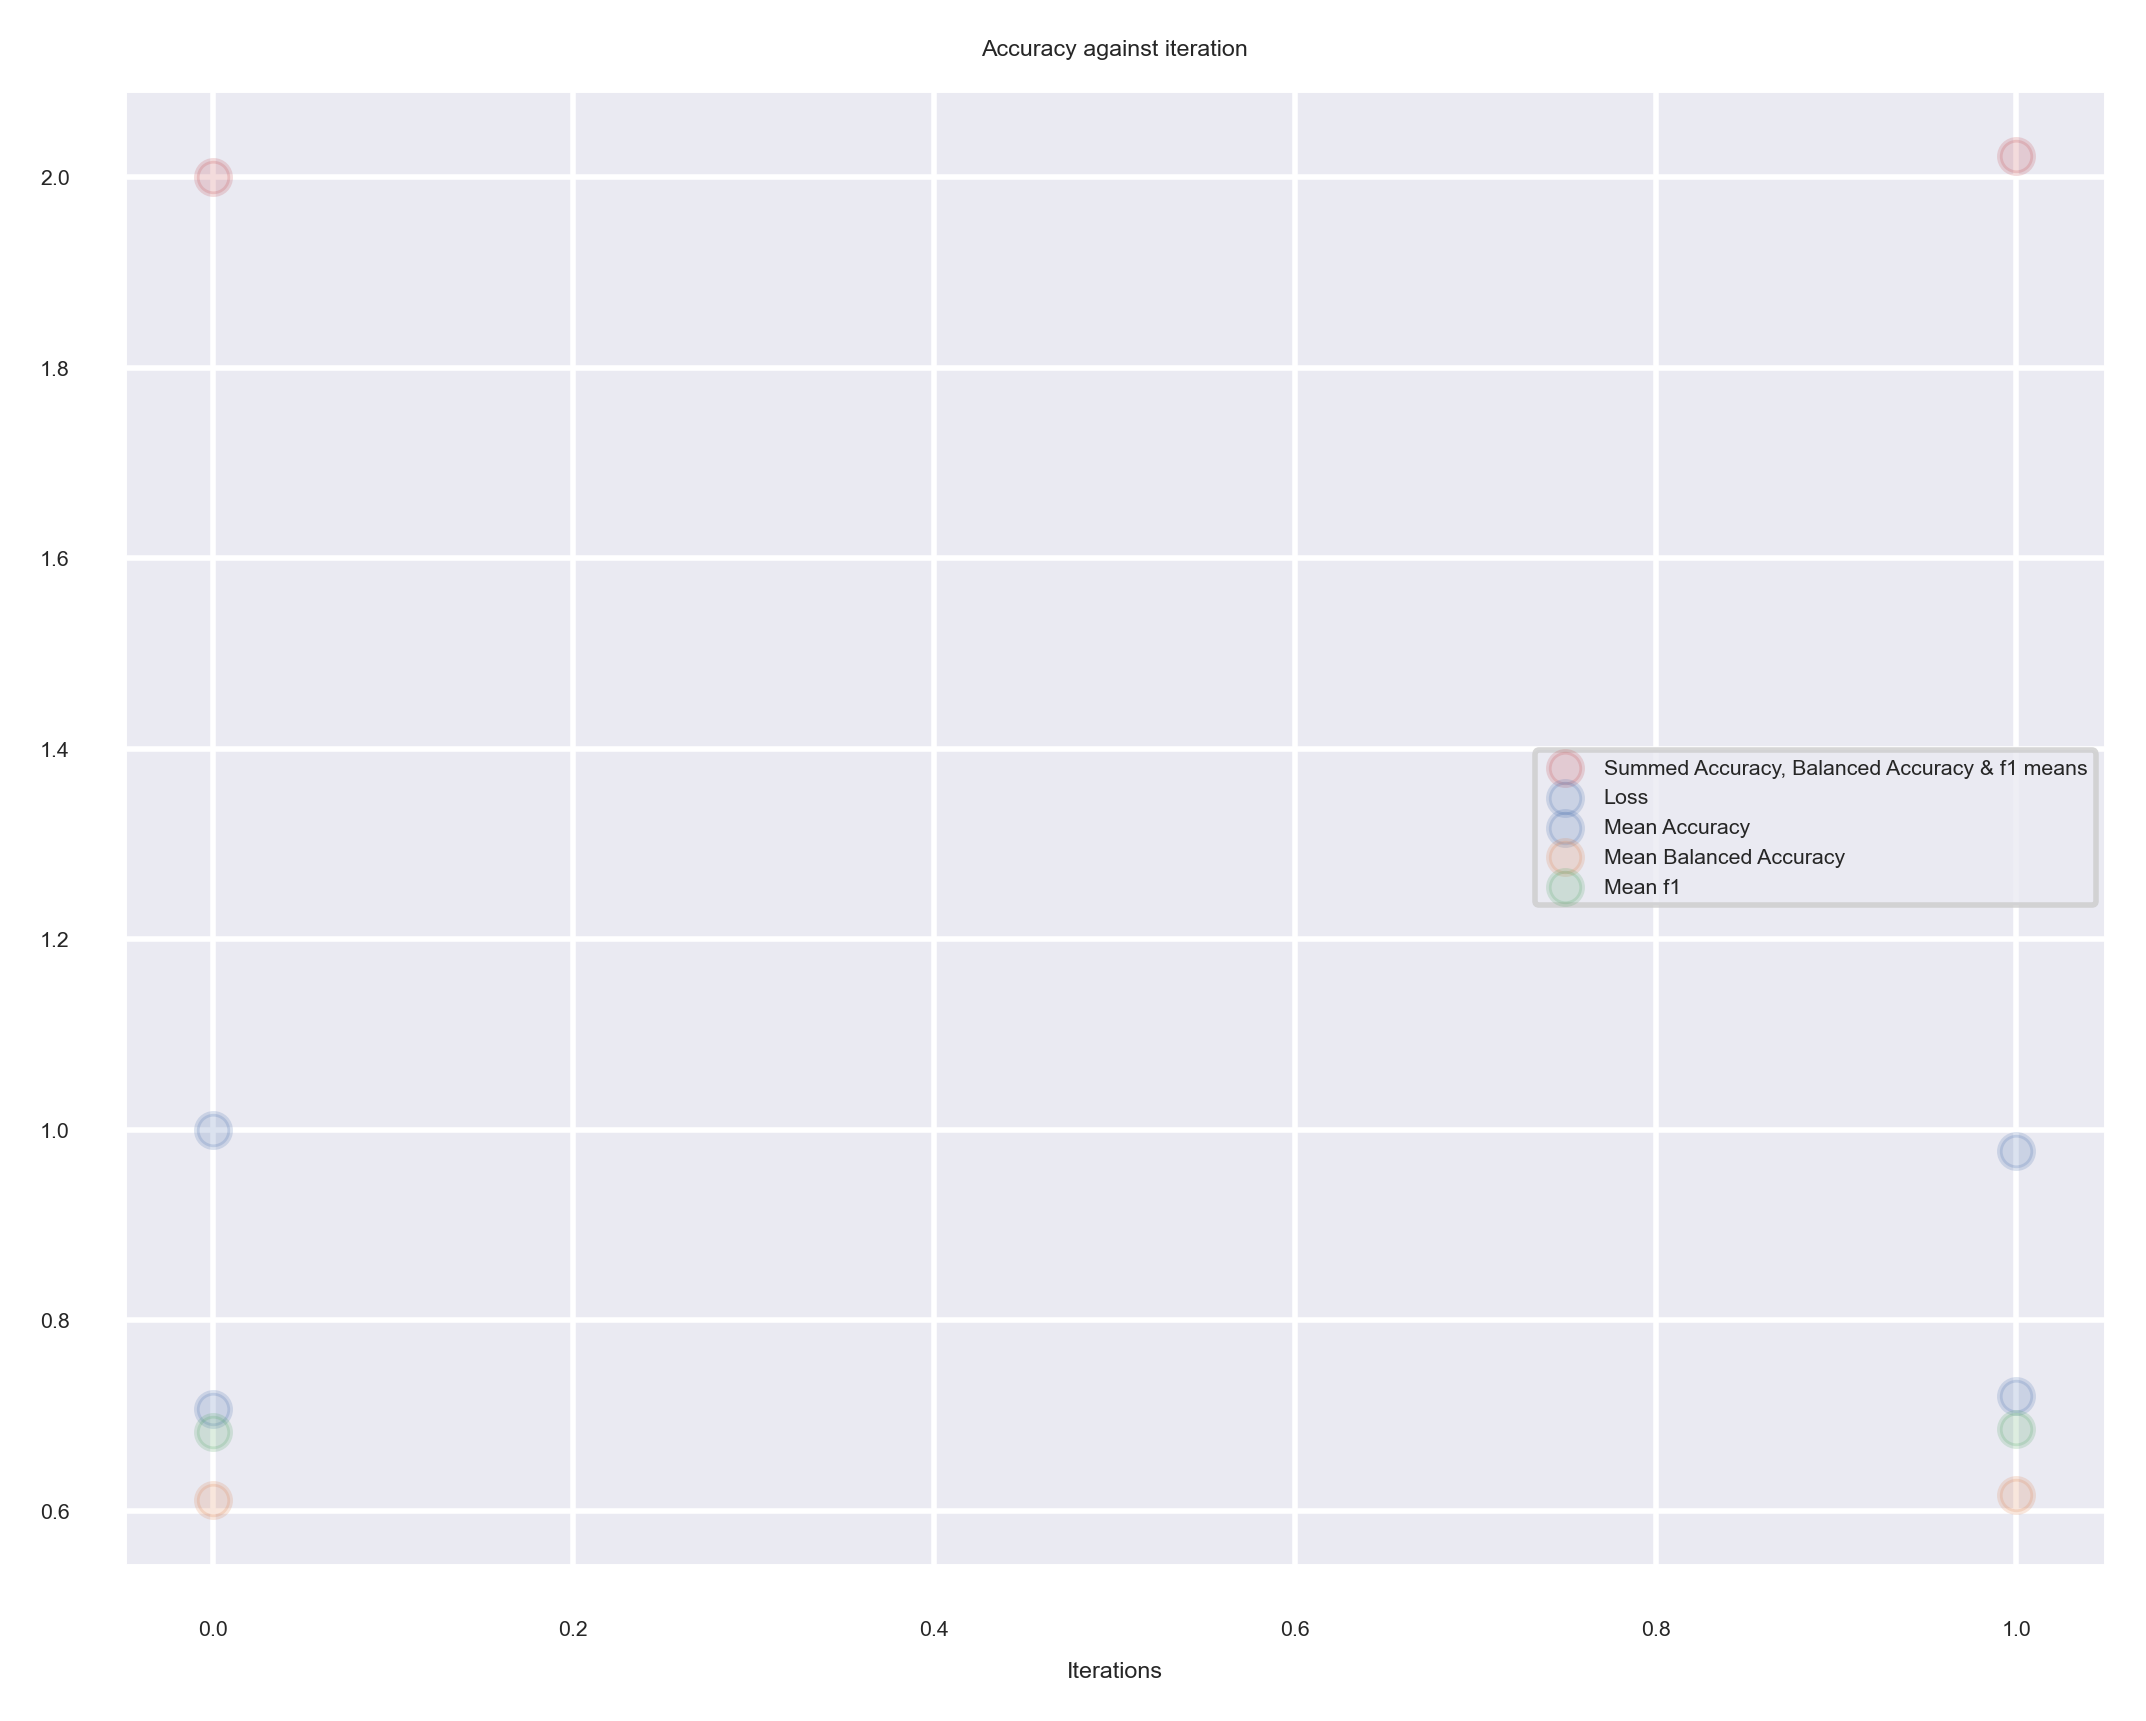 Accuracy against iteration
2.0
1.8
1.6
1.4
1.2
1.0
0.8
0.6
Summed Accuracy, Balanced Accuracy & f1 means
Loss
Mean Accuracy
Mean Balanced Accuracy
Mean f1
0.0 0.2 0.4 0.6 0.8 1.0
Iterations